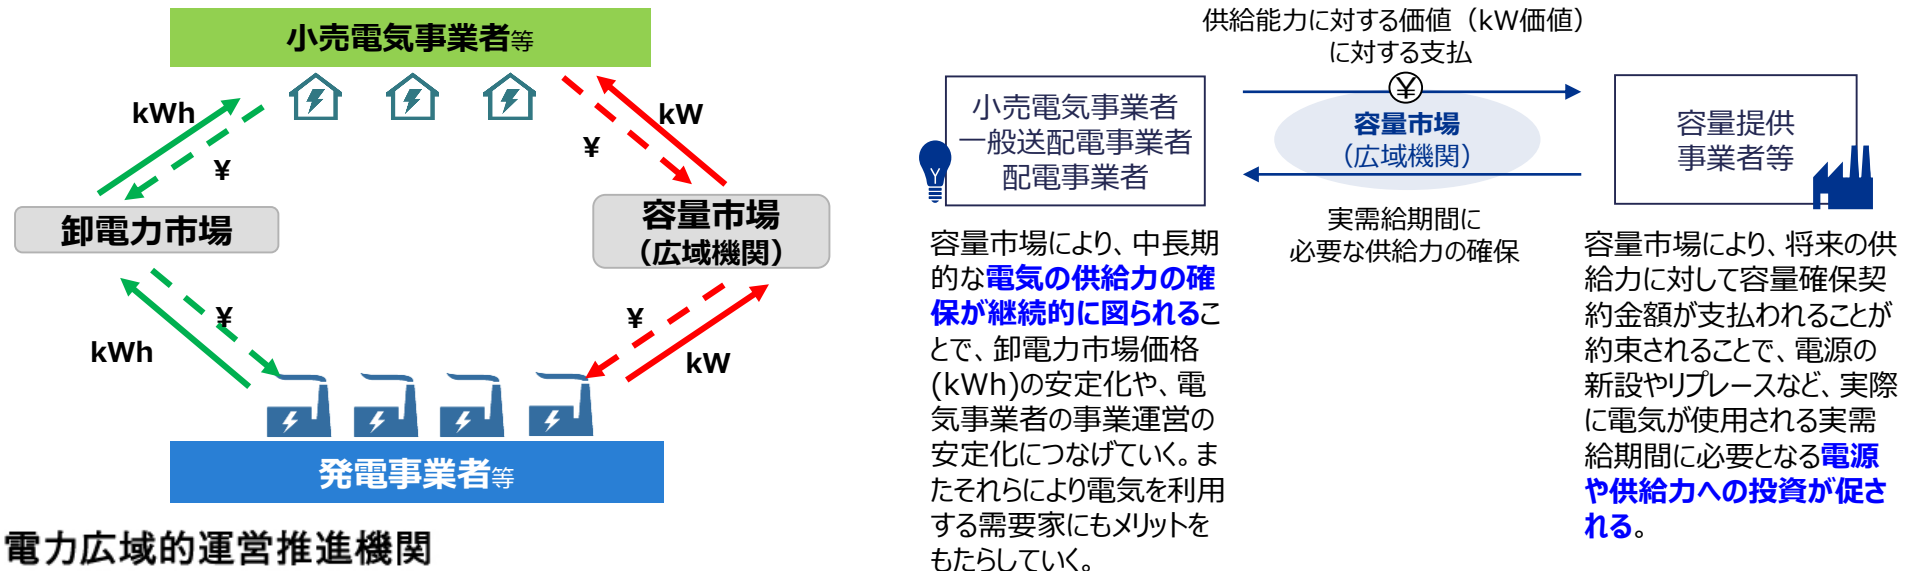 小売電気事業者等
kWh
¥
kW
¥
卸電力市場
容量市場
(広域機関)
¥
kWh
¥
kW
発電事業者等
電力広域的運営推進機関
供給能力に対する価値（kW価値）
に対する支払
¥
小売電気事業者
一般送配電事業者
配電事業者
容量市場
（広域機関）
容量提供
事業者等
実需給期間に
必要な供給力の確保
容量市場により、中長期
的な電気の供給力の確
保が継続的に図られるこ
とで、卸電力市場価格
(kWh)の安定化や、電
気事業者の事業運営の
安定化につなげていく。ま
たそれらにより電気を利用
する需要家にもメリットを
もたらしていく。
容量市場により、将来の供
給力に対して容量確保契
約金額が支払われることが
約束されることで、電源の
新設やリプレースなど、実際
に電気が使用される実需
給期間に必要となる電源
や供給力への投資が促さ
れる。